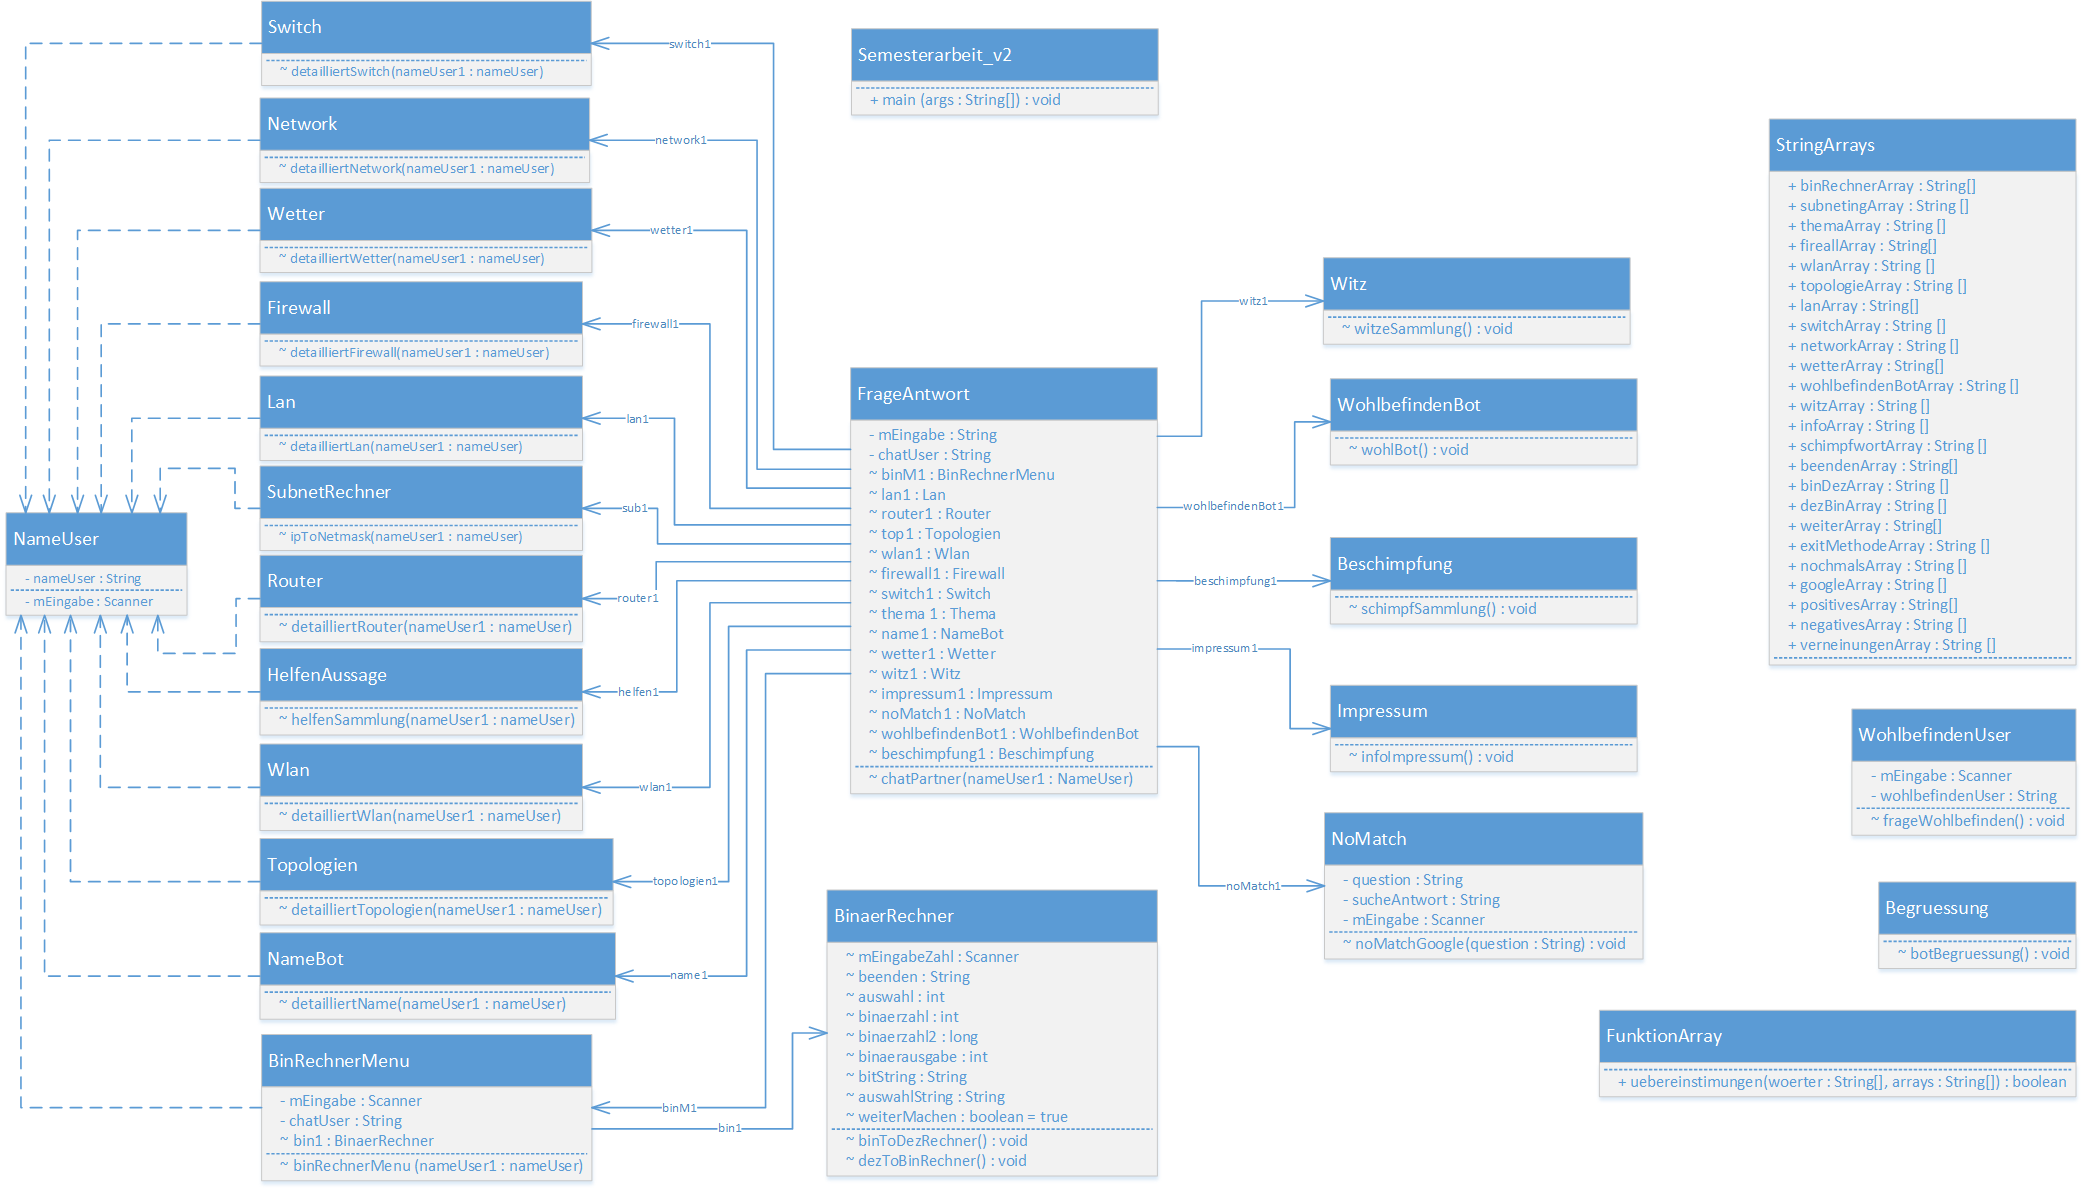 Switch
~ detailliertSwitch(nameUser1 : nameUser)
switch1
Network
~ detailliertNetwork(nameUser1 : nameUser)
network1
Wetter
~ detailliertWetter(nameUser1 : nameUser)
wetter1
Firewall
~ detailliertFirewall(nameUser1 : nameUser)
firewall1
Lan
~ detailliertLan(nameUser1 : nameUser)
lan1
SubnetRechner
~ ipToNetmask(nameUser1 : nameUser)
sub1
NameUser
- nameUser : String
- mEingabe : Scanner
Router
~ detailliertRouter(nameUser1 : nameUser)
router1
HelfenAussage
~ helfenSammlung(nameUser1 : nameUser)
helfen1
Wlan
~ detailliertWlan(nameUser1 : nameUser)
wlan1
Topologien
~ detailliertTopologien(nameUser1 : nameUser)
topologien1
NameBot
~ detailliertName(nameUser1 : nameUser)
name1
BinRechnerMenu
- mEingabe : Scanner
- chatUser : String
~ bin1 : BinaerRechner
~ binRechnerMenu (nameUser1 : nameUser)
binM1
bin1
Semesterarbeit_v2
+ main (args : String[]) : void
FrageAntwort
- mEingabe : String
- chatUser : String
~ binM1 : BinRechnerMenu
~ lan1 : Lan
~ router1 : Router
~ top1 : Topologien
~ wlan1 : Wlan
~ firewall1 : Firewall
~ switch1 : Switch
~ thema 1 : Thema
~ name1 : NameBot
~ wetter1 : Wetter
~ witz1 : Witz
~ impressum1 : Impressum
~ noMatch1 : NoMatch
~ wohlbefindenBot1 : WohlbefindenBot
~ beschimpfung1 : Beschimpfung
~ chatPartner(nameUser1 : NameUser)
BinaerRechner
~ mEingabeZahl : Scanner
~ beenden : String
~ auswahl : int
~ binaerzahl : int
~ binaerzahl2 : long
~ binaerausgabe : int
~ bitString : String
~ auswahlString : String
~ weiterMachen : boolean = true
~ binToDezRechner() : void
~ dezToBinRechner() : void
witz1
Witz
~ witzeSammlung() : void
wohlbefindenBot1
WohlbefindenBot
~ wohlBot() : void
beschimpfung1
Beschimpfung
~ schimpfSammlung() : void
impressum1
Impressum
~ infoImpressum() : void
noMatch1
NoMatch
- question : String
- sucheAntwort : String
- mEingabe : Scanner
~ noMatchGoogle(question : String) : void
StringArrays
+ binRechnerArray : String[]
+ subnetingArray : String []
+ themaArray : String []
+ fireallArray : String[]
+ wlanArray : String []
+ topologieArray : String []
+ lanArray : String[]
+ switchArray : String []
+ networkArray : String []
+ wetterArray : String[]
+ wohlbefindenBotArray : String []
+ witzArray : String []
+ infoArray : String []
+ schimpfwortArray : String []
+ beendenArray : String[]
+ binDezArray : String []
+ dezBinArray : String []
+ weiterArray : String[]
+ exitMethodeArray : String []
+ nochmalsArray : String []
+ googleArray : String []
+ positivesArray : String[]
+ negativesArray : String []
+ verneinungenArray : String []
WohlbefindenUser
- mEingabe : Scanner
- wohlbefindenUser : String
~ frageWohlbefinden() : void
Begruessung
~ botBegruessung() : void
FunktionArray
+ uebereinstimungen(woerter : String[], arrays : String[]) : boolean